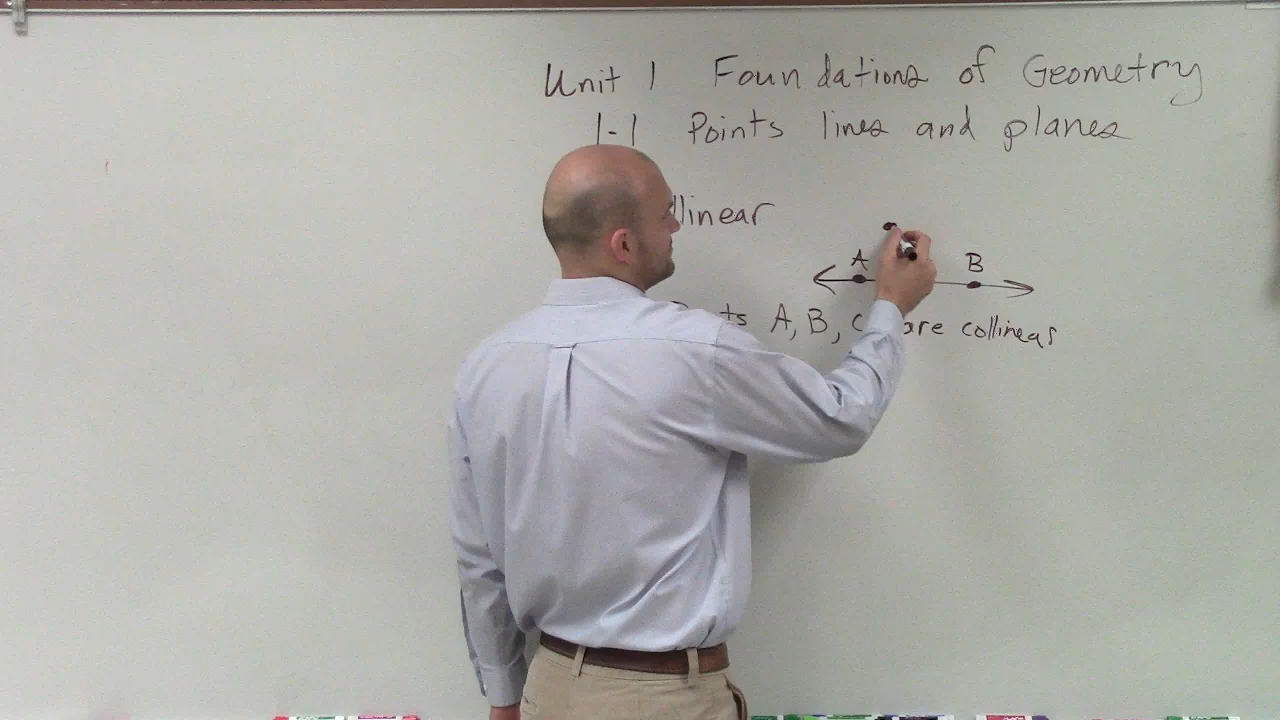 Unit 1 Foundations of Geometry
1-1 Points lines and planes
llinear
A B
ts A, B, C are collinear